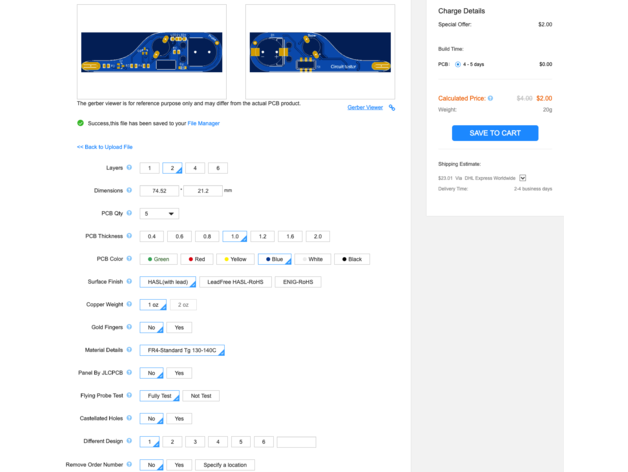 The gerber viewer is for reference purpose only and may differ from the actual PCB product.
Gerber Viewer
Success,this file has been saved to your File Manager
<< Back to Upload File
Layers 1 2 4 6
Dimensions 74.52 * 21.2 mm
PCB Qty 5
PCB Thickness 0.4 0.6 0.8 1.0 1.2 1.6 2.0
PCB Color Green Red Yellow Blue White Black
Surface Finish HASL(with lead) LeadFree HASL-RoHS ENIG-RoHS
Copper Weight 1 oz 2 oz
Gold Fingers No Yes
Material Details FR4-Standard Tg 130-140C
Panel By JLCPCB No Yes
Flying Probe Test Fully Test Not Test
Castellated Holes No Yes
Different Design 1 2 3 4 5 6
Remove Order Number No Yes Specify a location
Charge Details
Special Offer: $2.00
Build Time:
PCB: 4 - 5 days $0.00
Calculated Price: $4.00 $2.00
Weight: 20g
SAVE TO CART
Shipping Estimate:
$23.01 Via DHL Express Worldwide
Delivery Time: 2-4 business days